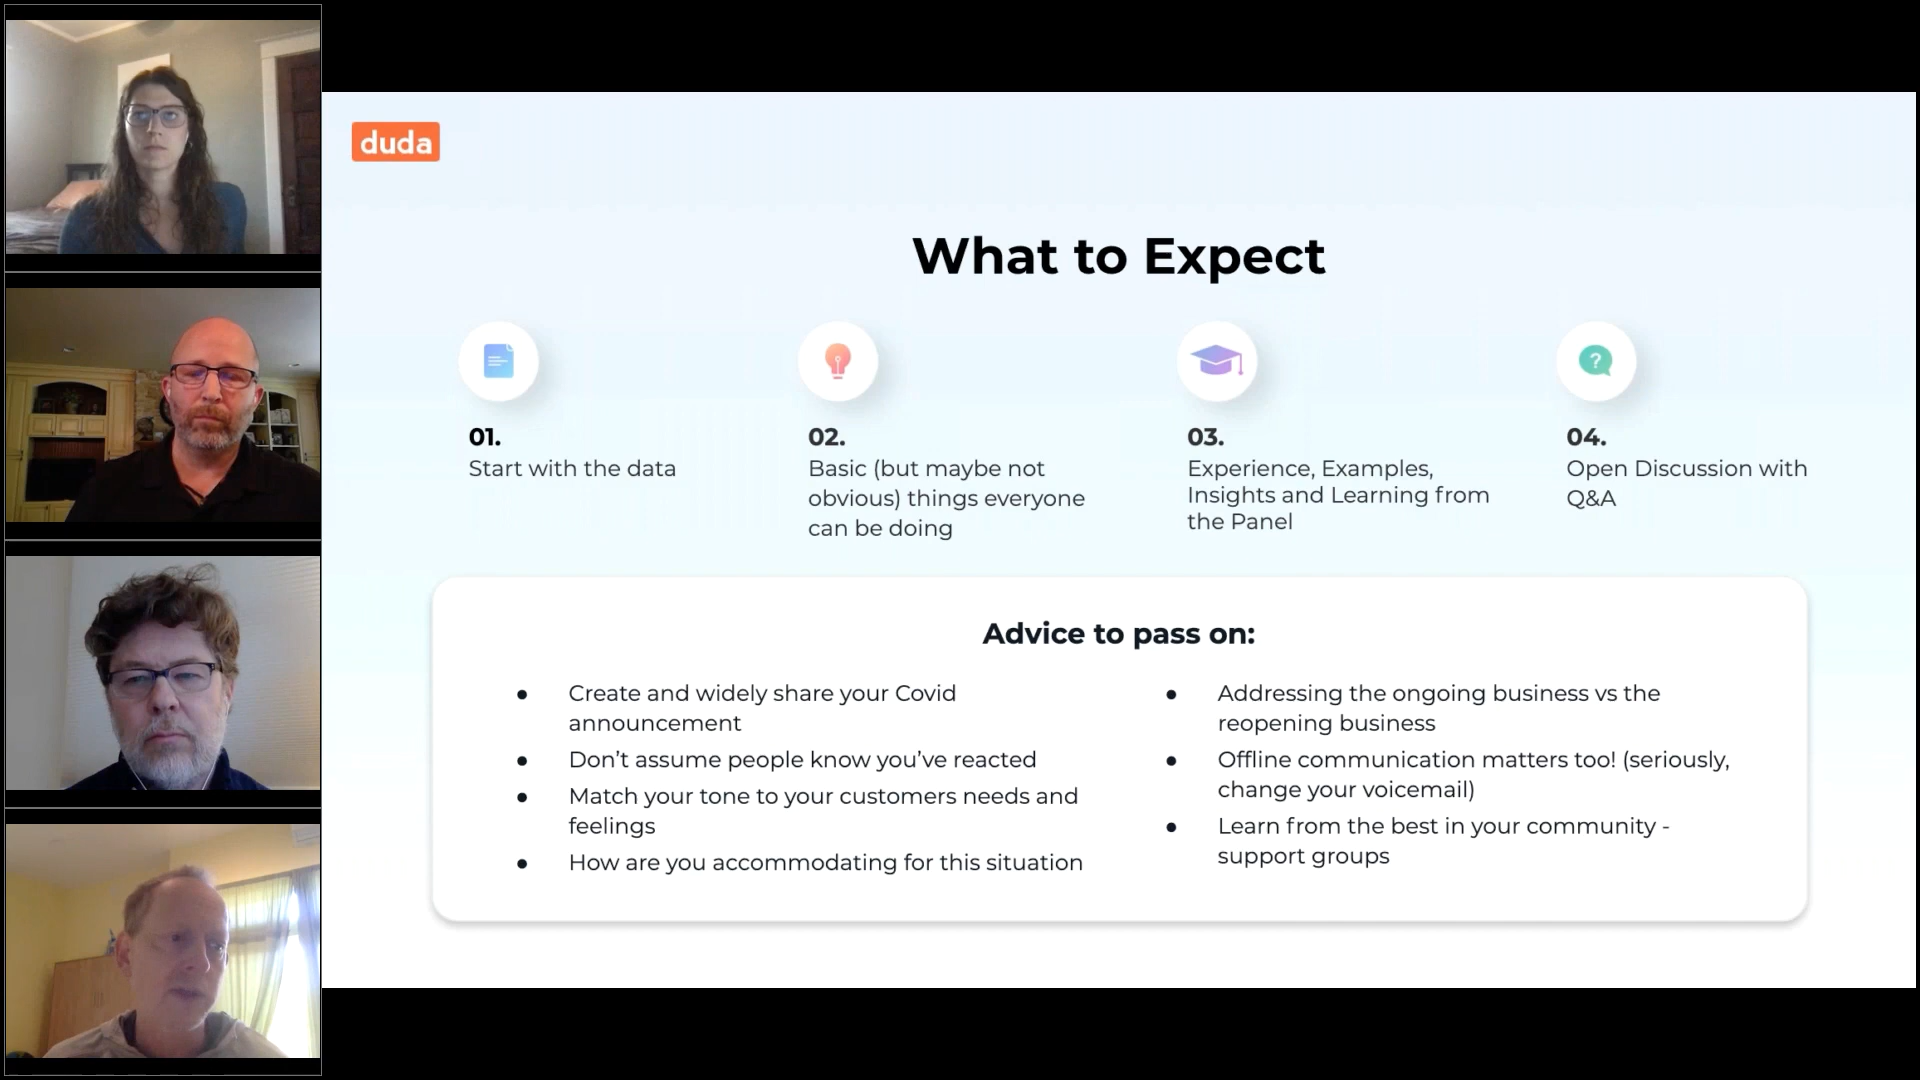 duda
What to Expect
01.
Start with the data
02.
Basic (but maybe not
obvious) things everyone
can be doing
03.
Experience, Examples,
Insights and Learning from
the Panel
?
04.
Open Discussion with
Q&A
Advice to pass on:
● Create and widely share your Covid
announcement
● Don’t assume people know you’ve reacted
● Match your tone to your customers needs and
feelings
● How are you accommodating for this situation
● Addressing the ongoing business vs the
reopening business
● Offline communication matters too! (seriously,
change your voicemail)
● Learn from the best in your community -
support groups